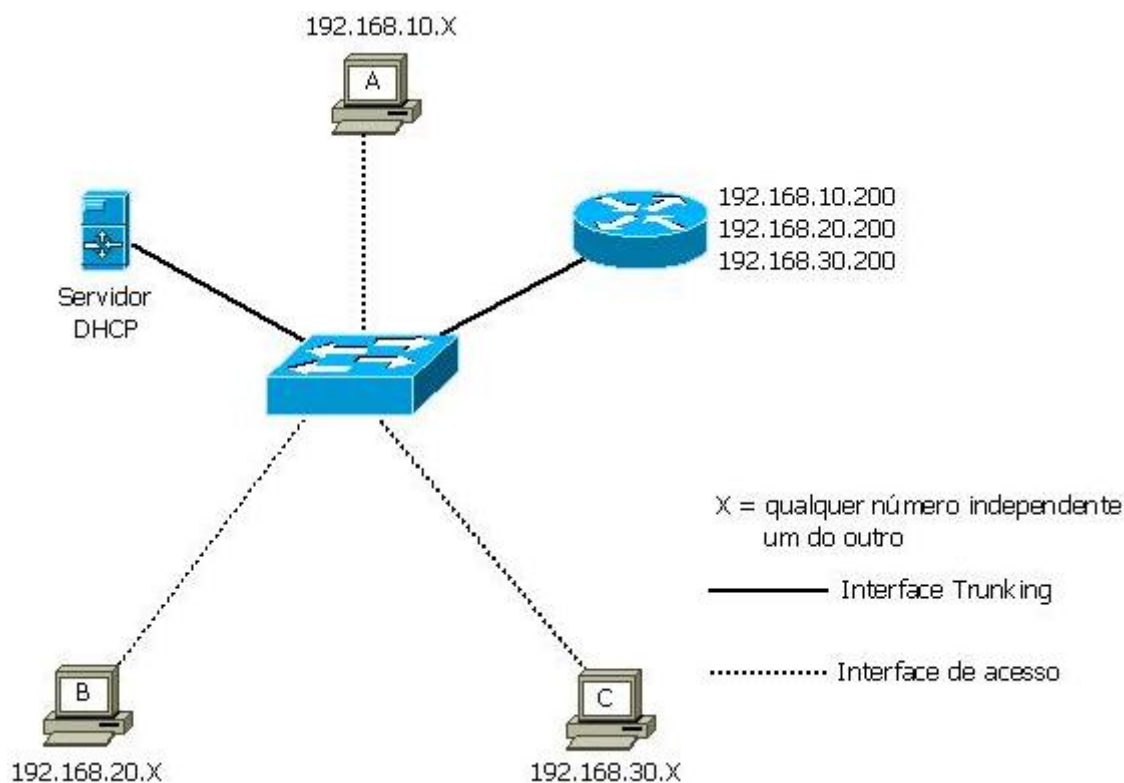 192.168.10.X
A
192.168.10.200
192.168.20.200
192.168.30.200
Servidor
DHCP
X = qualquer número independente
um do outro
Interface Trunking
Interface de acesso
B
C
192.168.20.X
192.168.30.X